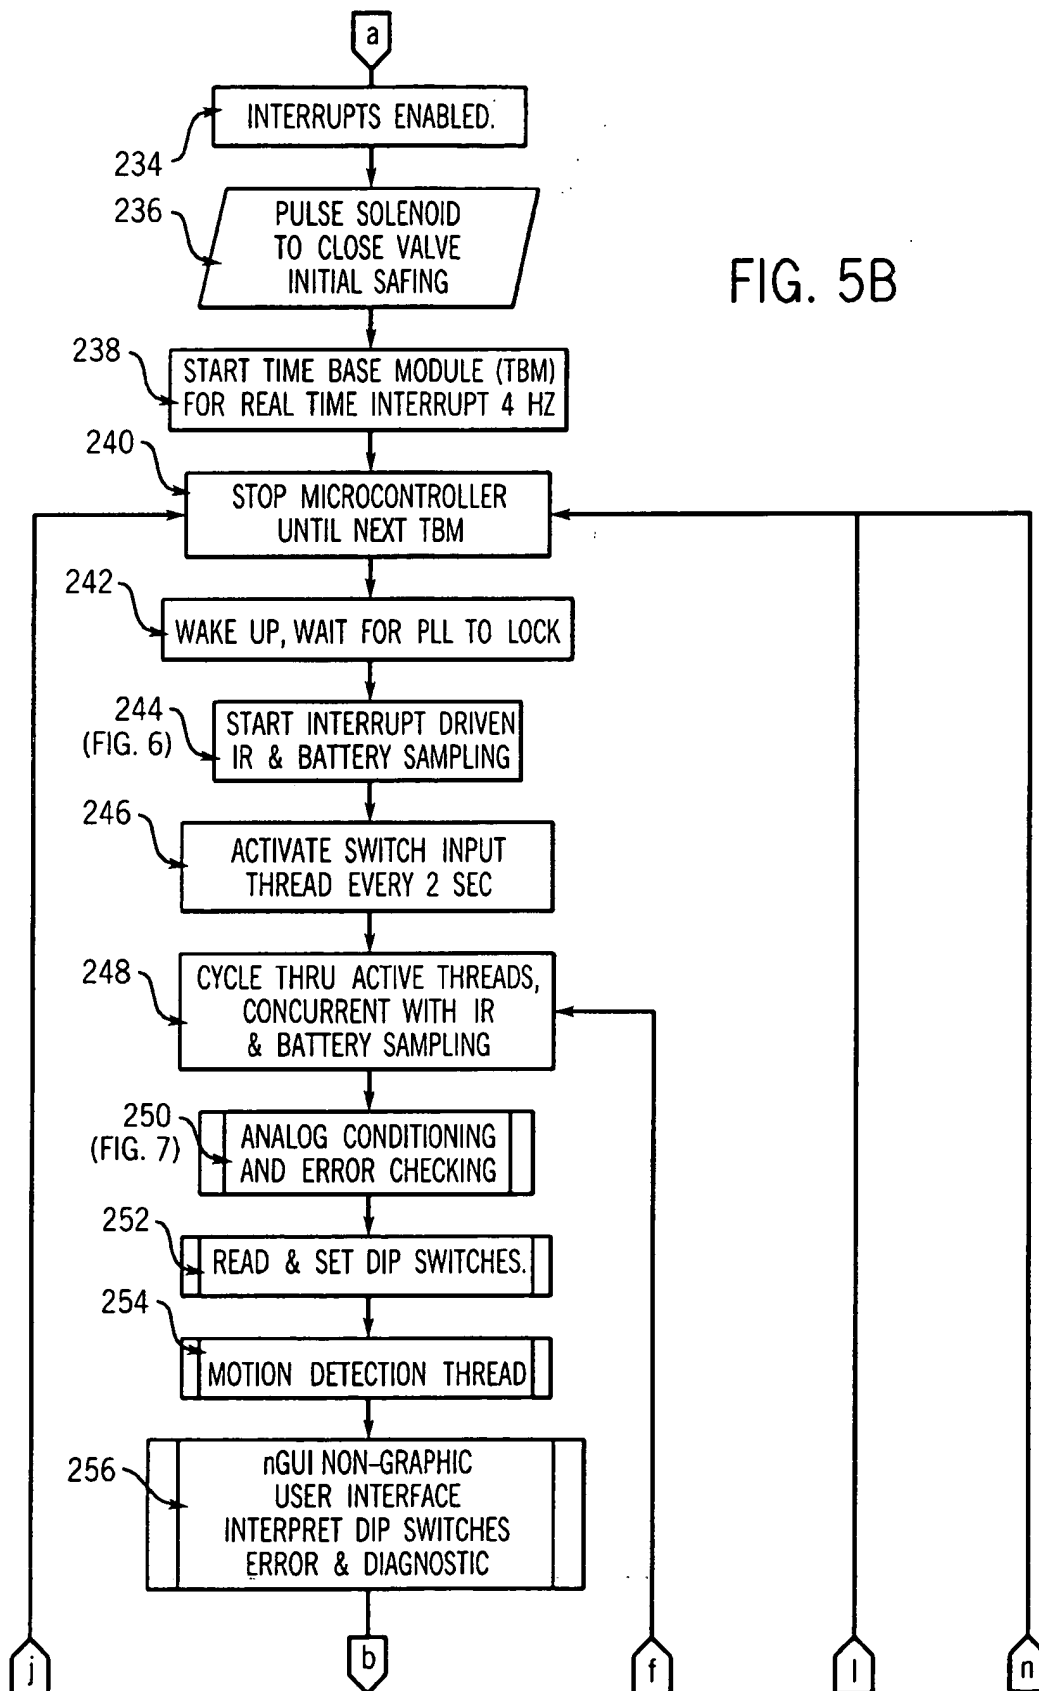 a
INTERRUPTS ENABLED.
234
236
PULSE SOLENOID
TO CLOSE VALVE
INITIAL SAFING
FIG. 5B
238
START TIME BASE MODULE (TBM)
FOR REAL TIME INTERRUPT 4 HZ
240
STOP MICROCONTROLLER
UNTIL NEXT TBM
242
WAKE UP, WAIT FOR PLL TO LOCK
244
(FIG. 6)
START INTERRUPT DRIVEN
IR & BATTERY SAMPLING
246
ACTIVATE SWITCH INPUT
THREAD EVERY 2 SEC
248
CYCLE THRU ACTIVE THREADS,
CONCURRENT WITH IR
& BATTERY SAMPLING
250
(FIG. 7)
ANALOG CONDITIONING
AND ERROR CHECKING
252
READ & SET DIP SWITCHES.
254
MOTION DETECTION THREAD
256
nGUI NON-GRAPHIC
USER INTERFACE
INTERPRET DIP SWITCHES
ERROR & DIAGNOSTIC
j
b
f
l
n